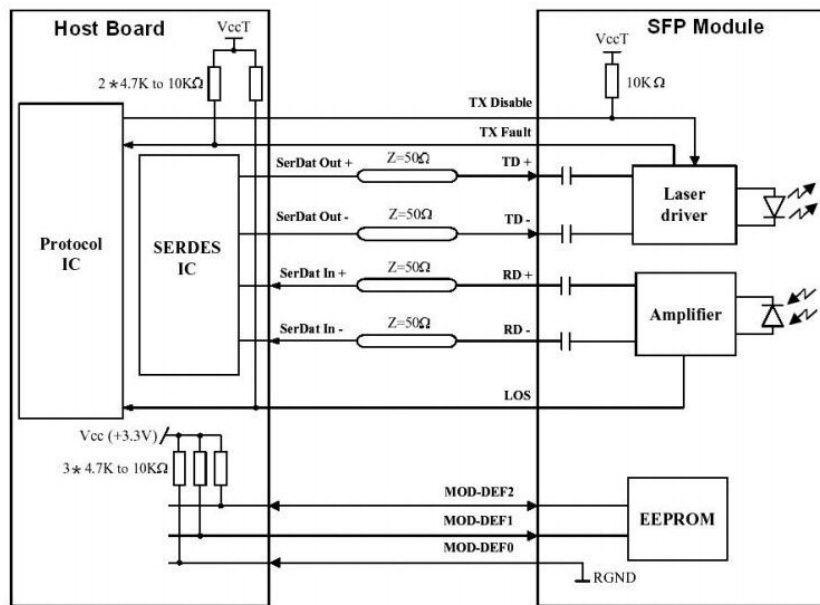 Host Board
SFP Module
VccT
VccT
2*4.7K to 10KΩ
10KΩ
TX Disable
TX Fault
SerDat Out +
Z=50Ω
TD +
SerDat Out -
Z=50Ω
TD -
Laser
driver
Protocol
IC
SERDES
IC
SerDat In +
Z=50Ω
RD +
SerDat In -
Z=50Ω
RD -
Amplifier
LOS
Vcc (+3.3V)
3*4.7K to 10KΩ
MOD-DEF2
MOD-DEF1
MOD-DEF0
EEPROM
RGND